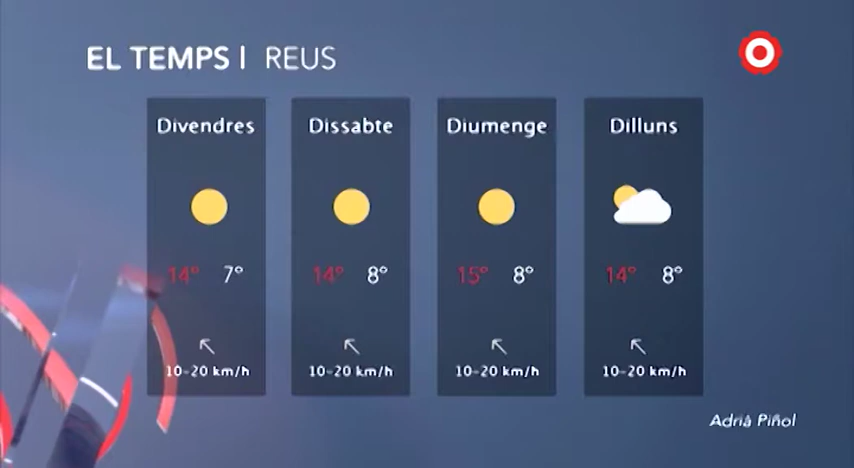 EL TEMPS | REUS
Divendres
14° 7°
10-20 km/h
Dissabte
14° 8°
10-20 km/h
Diumenge
15° 8°
10-20 km/h
Dilluns
14° 8°
10-20 km/h
Adrià Piñol